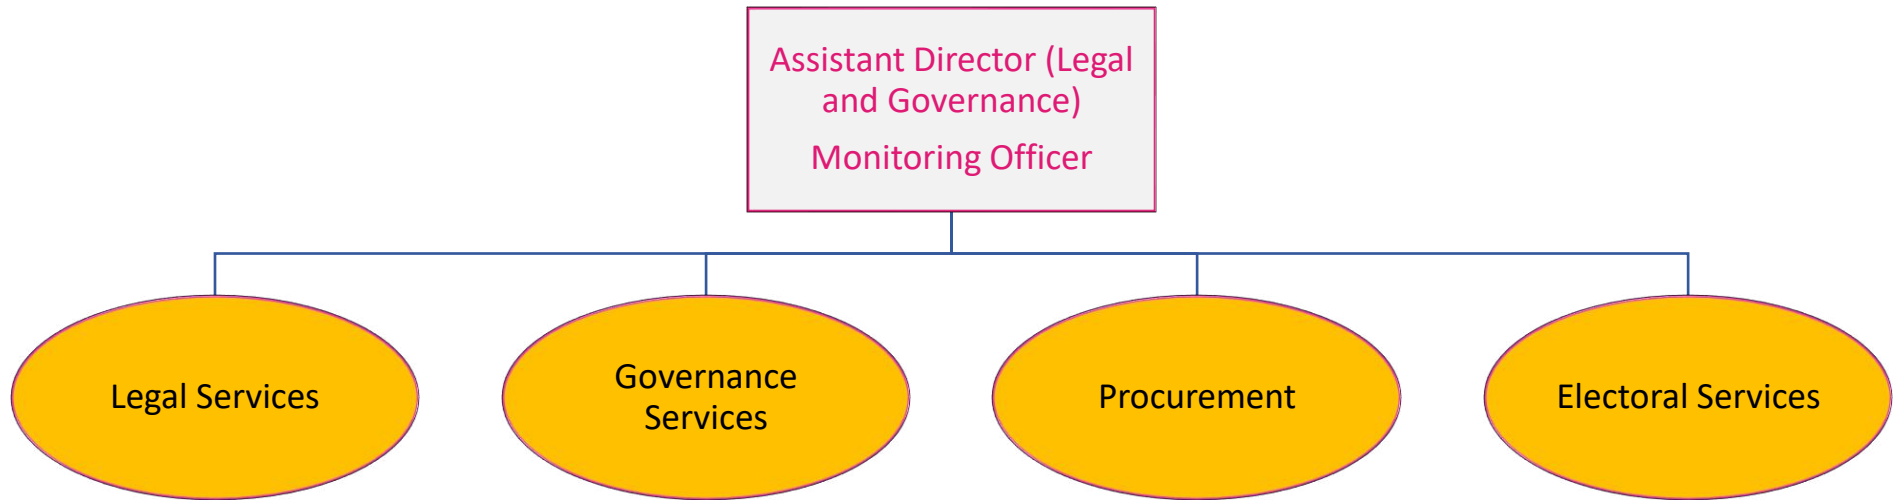 Assistant Director (Legal
and Governance)
Monitoring Officer
Legal Services
Governance
Services
Procurement
Electoral Services